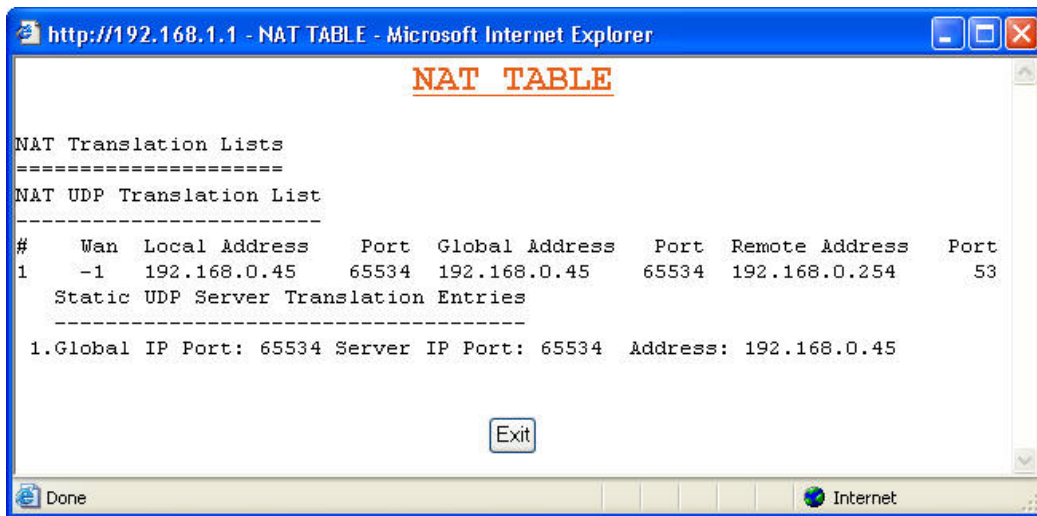 http://192.168.1.1 - NAT TABLE - Microsoft Internet Explorer
NAT TABLE
NAT Translation Lists
======================
NAT UDP Translation List
-------------------------
# Wan Local Address Port Global Address Port Remote Address Port
1 -1 192.168.0.45 65534 192.168.0.45 65534 192.168.0.254 53
Static UDP Server Translation Entries
---------------------------------------
1.Global IP Port: 65534 Server IP Port: 65534 Address: 192.168.0.45
Exit
Done Internet